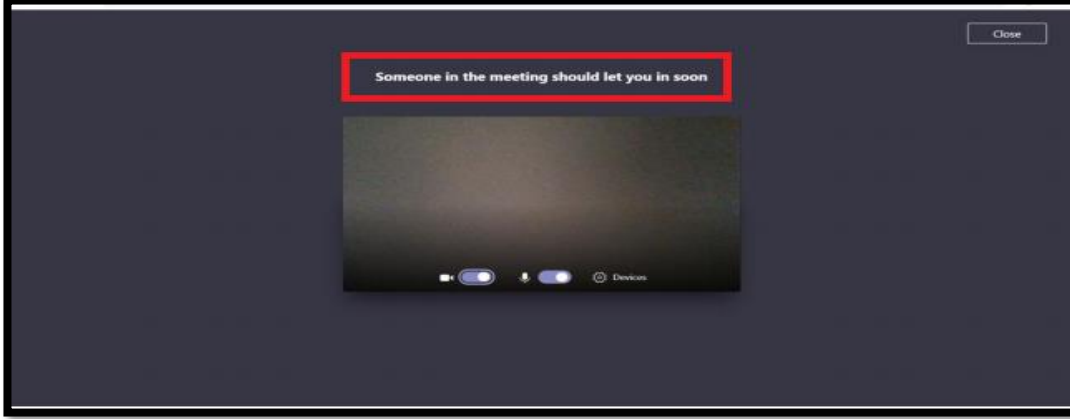 Close
Someone in the meeting should let you in soon
Devices